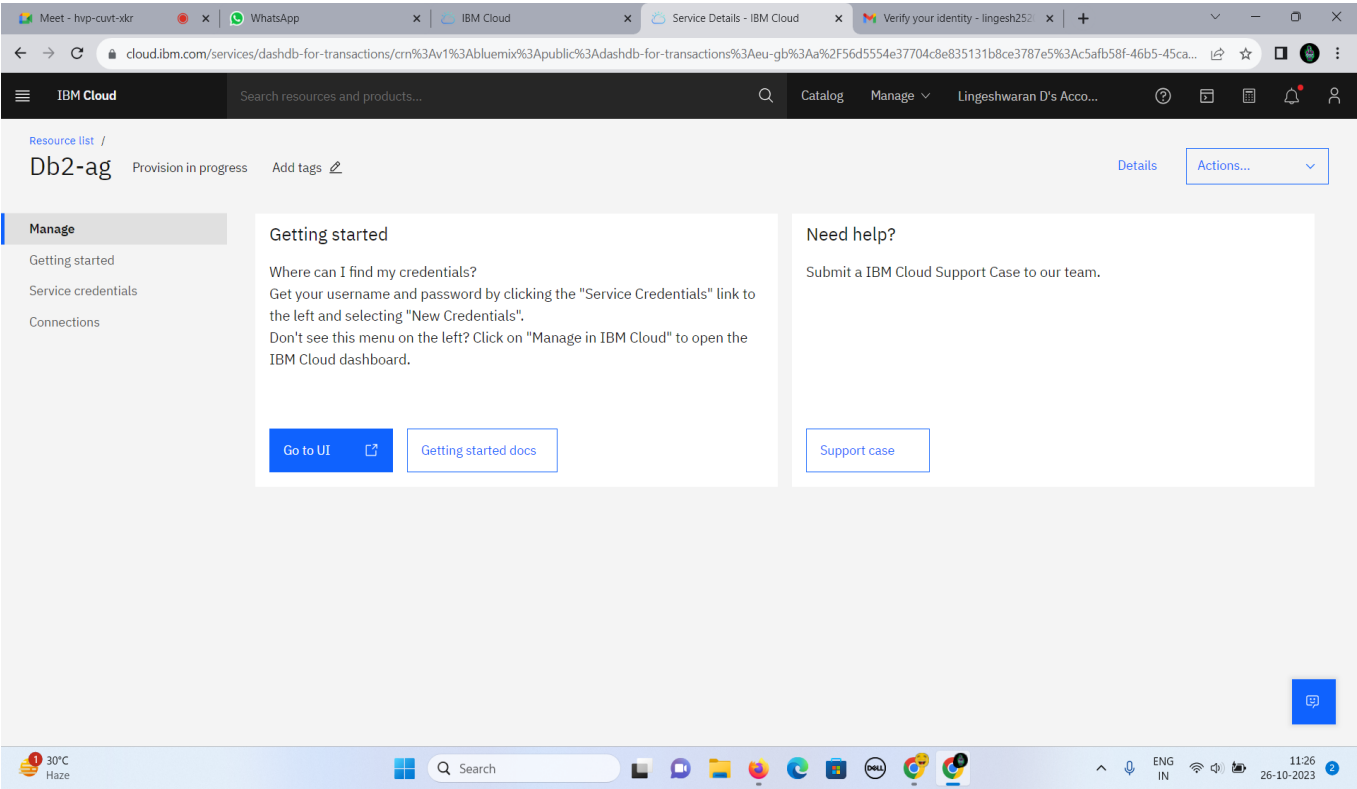 Meet - hvp-cuvt-xkr
WhatsApp
IBM Cloud
Service Details - IBM Cloud
Verify your identity - lingesh252
cloud.ibm.com/services/dashdb-for-transactions/crn%3Av1%3Abluemix%3Apublic%3Adashdb-for-transactions%3Aeu-gb%3Aa%2F56d5554e37704c8e835131b8ce3787e5%3Ac5afb58f-46b5-45ca...
IBM Cloud
Search resources and products...
Catalog
Manage
Lingeshwaran D's Acco...
Resource list /
Db2-ag
Provision in progress
Add tags
Details
Actions...
Manage
Getting started
Service credentials
Connections
Getting started
Where can I find my credentials?
Get your username and password by clicking the "Service Credentials" link to
the left and selecting "New Credentials".
Don't see this menu on the left? Click on "Manage in IBM Cloud" to open the
IBM Cloud dashboard.
Go to UI
Getting started docs
Need help?
Submit a IBM Cloud Support Case to our team.
Support case
1
30°C
Haze
Search
DELL
ENG
IN
11:26
26-10-2023
2